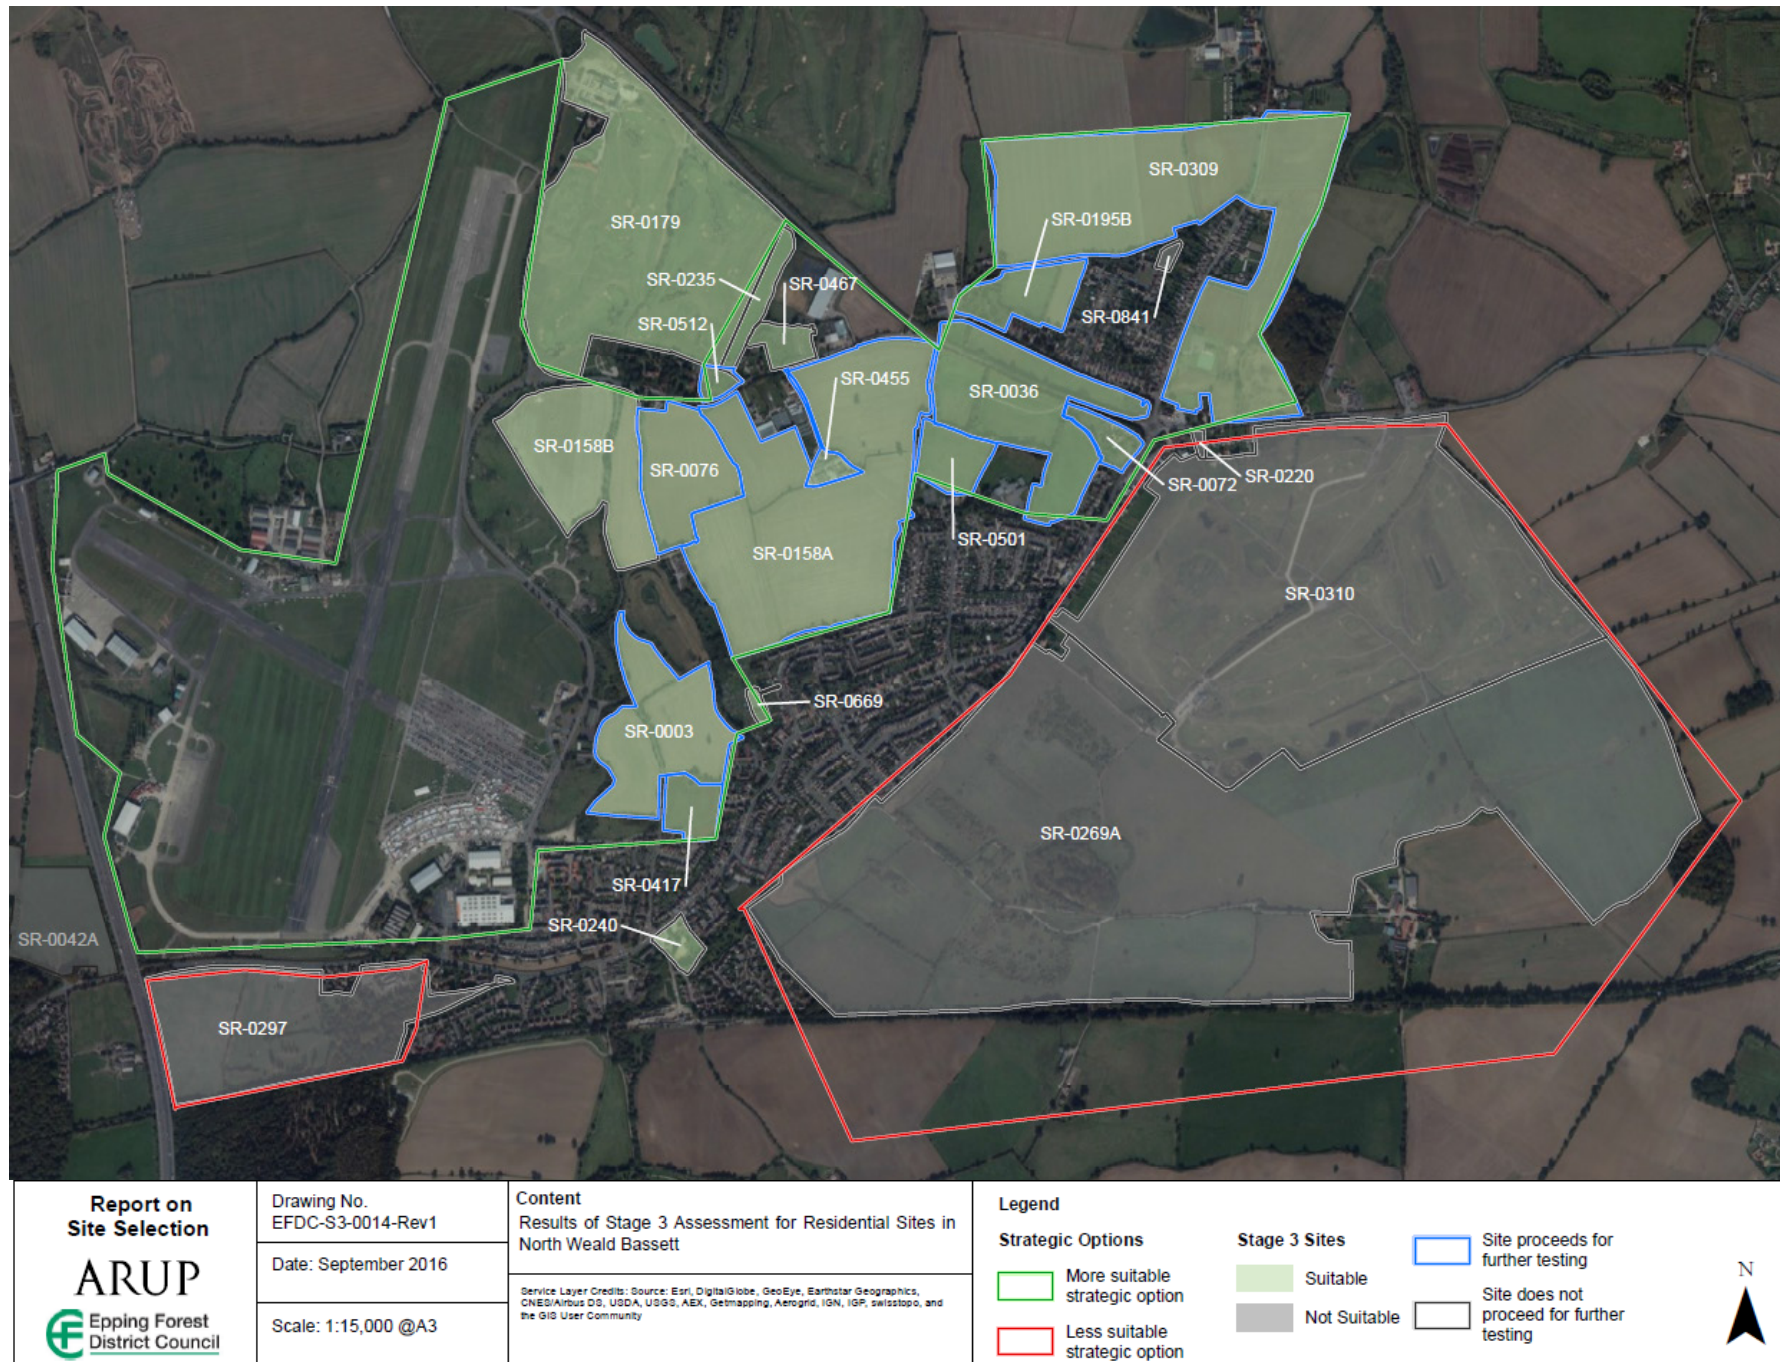 SR-0309
SR-0179
SR-0195B
SR-0235
SR-0467
SR-0512
SR-0841
SR-0455
SR-0036
SR-0158B
SR-0076
SR-0072
SR-0220
SR-0501
SR-0158A
SR-0310
SR-0669
SR-0003
SR-0269A
SR-0417
SR-0240
SR-0042A
SR-0297
Report on
Site Selection
ARUP
Epping Forest
District Council
Drawing No.
EFDC-S3-0014-Rev1
Date: September 2016
Scale: 1:15,000 @A3
Content
Results of Stage 3 Assessment for Residential Sites in
North Weald Bassett
Service Layer Credits: Source: Esri, DigitalGlobe, GeoEye, Earthstar Geographics,
CNES/Airbus DS, USDA, USGS, AEX, Getmapping, Aerogrid, IGN, IGP, swisstopo, and
the GIS User Community
Legend
Strategic Options
More suitable
strategic option
Less suitable
strategic option
Stage 3 Sites
Suitable
Not Suitable
Site proceeds for
further testing
Site does not
proceed for further
testing
N